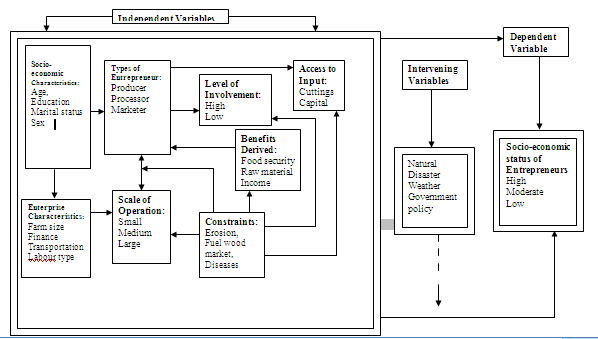 Independent Variables
Dependent
Variable
Socio-
economic
Characteristics:
Age,
Education
Marital status
Sex
Types of
Entrepreneur:
Producer
Processor
Marketer
Level of
Involvement:
High
Low
Access to
Input:
Cuttings
Capital
Intervening
Variables
Benefits
Derived:
Food security
Raw material
Income
Natural
Disaster
Weather
Government
policy
Socio-economic
status of
Entrepreneurs
High
Moderate
Low
Enterprise
Characteristics:
Farm size
Finance
Transportation
Labour type
Scale of
Operation:
Small
Medium
Large
Constraints:
Erosion,
Fuel wood
market,
Diseases